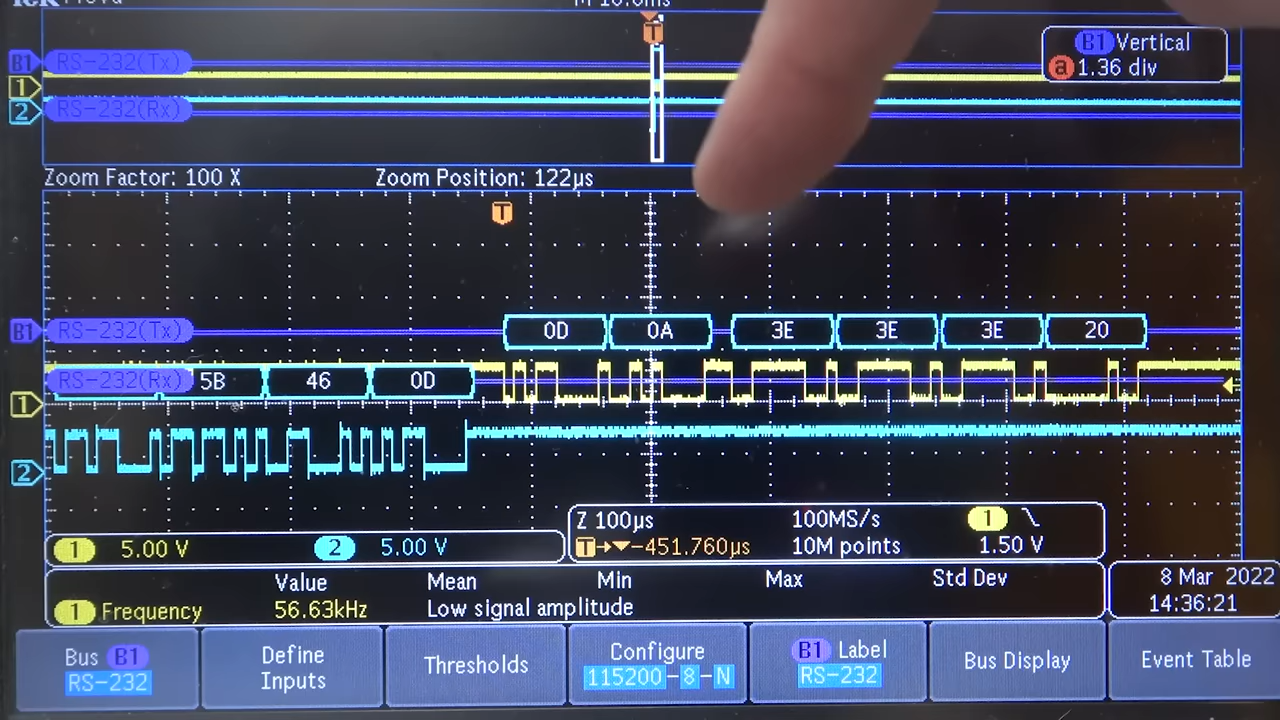 T
B1 RS-232(Tx)
1
2 RS-232(Rx)
B1 Vertical
a 1.36 div
Zoom Factor: 100 X Zoom Position: 122µs
T
B1 RS-232(Tx) 0D 0A 3E 3E 3E 20
RS-232(Rx) 5B 46 0D
1
2
Z 100µs 100MS/s 1
T→▼-451.760µs 10M points 1.50 V
1 5.00 V 2 5.00 V
Value Mean Min Max Std Dev
1 Frequency 56.63kHz Low signal amplitude
8 Mar 2022
14:36:21
Bus B1
RS-232
Define
Inputs
Thresholds
Configure
115200-8-N
B1 Label
RS-232
Bus Display
Event Table